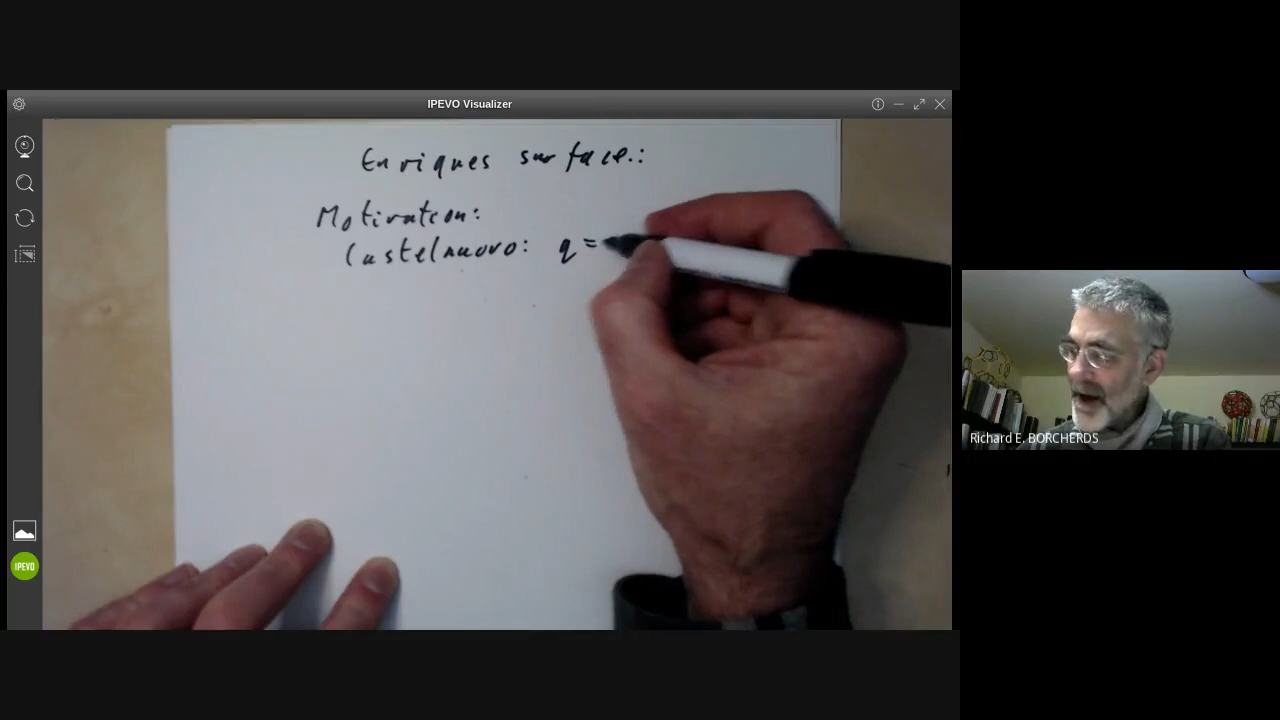 IPEVO Visualizer
Enriques surface.:
Motivation:
Castelnuovo: q=
IPEVO
Richard E. BORCHERDS